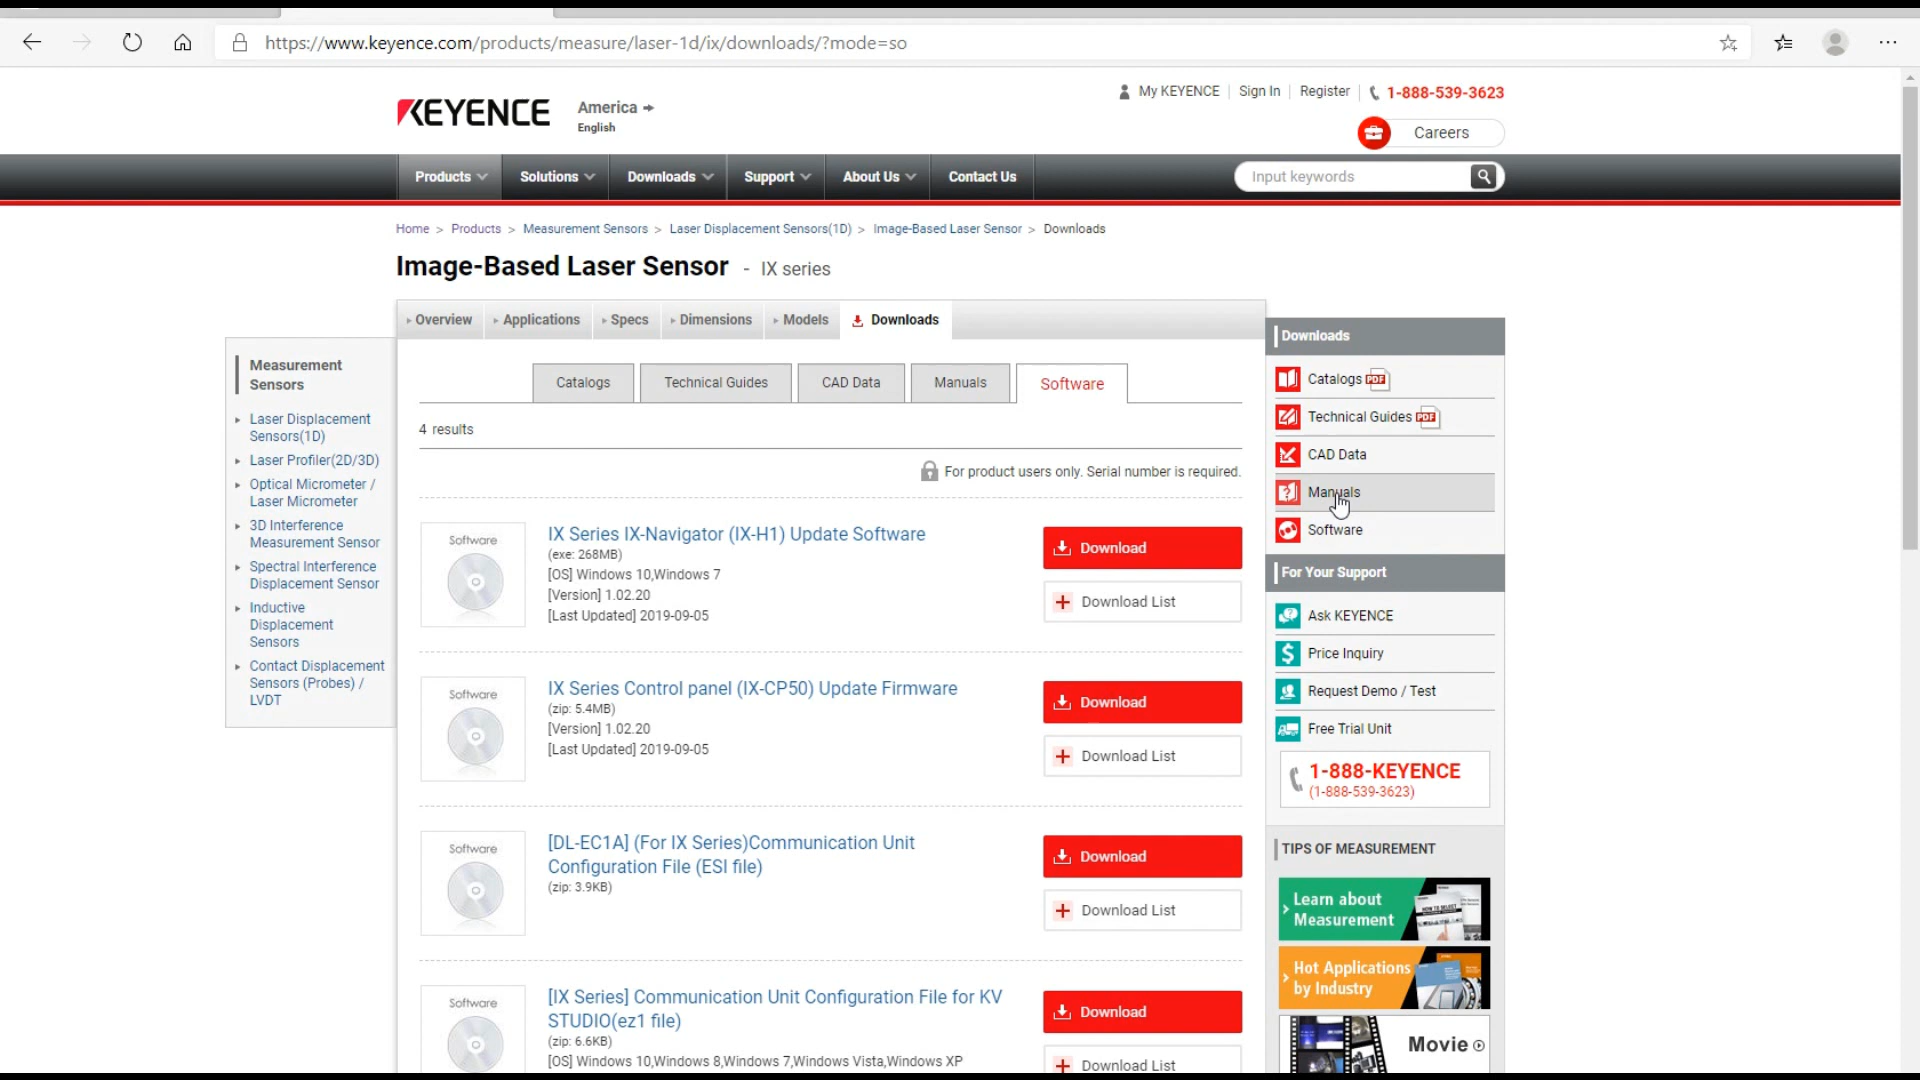 https://www.keyence.com/products/measure/laser-1d/ix/downloads/?mode=so
My KEYENCE
Sign In
Register
1-888-539-3623
KEYENCE
America
English
Careers
Products
Solutions
Downloads
Support
About Us
Contact Us
Input keywords
Home > Products > Measurement Sensors > Laser Displacement Sensors(1D) > Image-Based Laser Sensor > Downloads
Image-Based Laser Sensor - IX series
Overview
Applications
Specs
Dimensions
Models
Downloads
Measurement
Sensors
Laser Displacement
Sensors(1D)
Laser Profiler(2D/3D)
Optical Micrometer /
Laser Micrometer
3D Interference
Measurement Sensor
Spectral Interference
Displacement Sensor
Inductive
Displacement
Sensors
Contact Displacement
Sensors (Probes) /
LVDT
Catalogs
Technical Guides
CAD Data
Manuals
Software
4 results
For product users only. Serial number is required.
Software
IX Series IX-Navigator (IX-H1) Update Software
(exe: 268MB)
[OS] Windows 10,Windows 7
[Version] 1.02.20
[Last Updated] 2019-09-05
Download
Download List
Software
IX Series Control panel (IX-CP50) Update Firmware
(zip: 5.4MB)
[Version] 1.02.20
[Last Updated] 2019-09-05
Download
Download List
Software
[DL-EC1A] (For IX Series)Communication Unit
Configuration File (ESI file)
(zip: 3.9KB)
Download
Download List
Software
[IX Series] Communication Unit Configuration File for KV
STUDIO(ez1 file)
(zip: 6.6KB)
[OS] Windows 10,Windows 8,Windows 7,Windows Vista,Windows XP
Download
Download List
Downloads
Catalogs PDF
Technical Guides PDF
CAD Data
Manuals
Software
For Your Support
Ask KEYENCE
Price Inquiry
Request Demo / Test
Free Trial Unit
1-888-KEYENCE
(1-888-539-3623)
TIPS OF MEASUREMENT
Learn about
Measurement
Hot Applications
by Industry
Movie